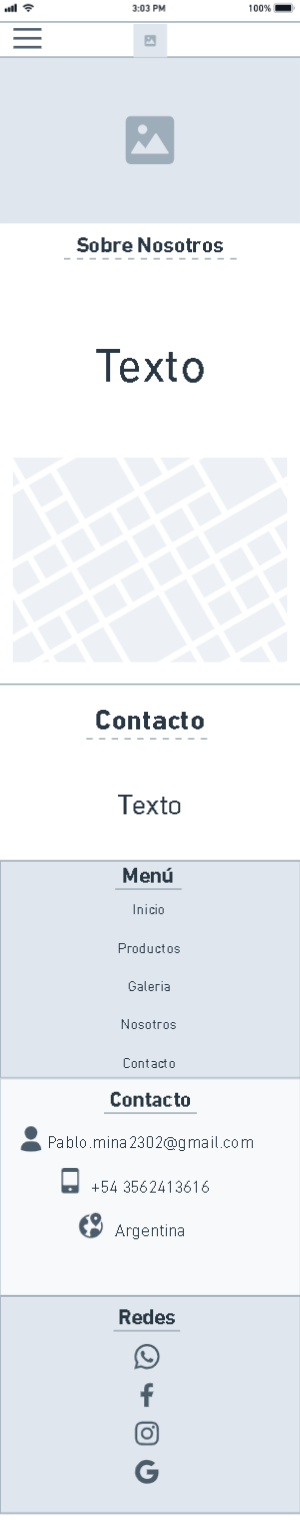 3:03 PM
100%
Sobre Nosotros
Texto
Contacto
Texto
Menú
Inicio
Productos
Galeria
Nosotros
Contacto
Contacto
Pablo.mina2302@gmail.com
+54 3562413616
Argentina
Redes